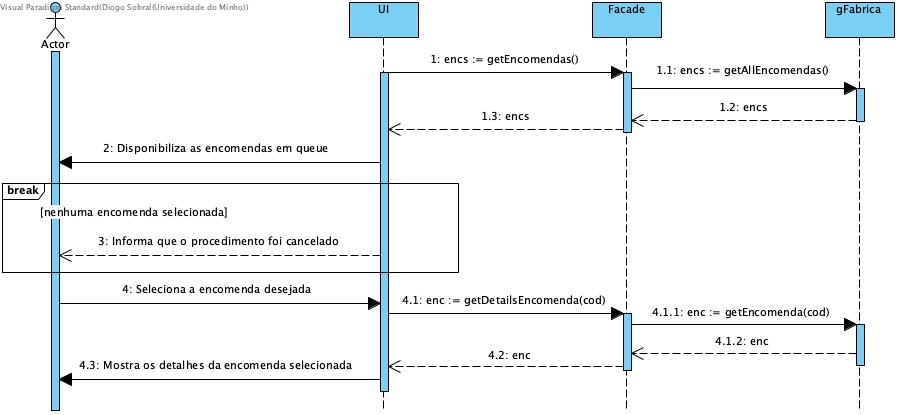 Visual Paradigm Standard(Diogo Sobral(Universidade do Minho))
UI
Facade
gFabrica
Actor
1: encs := getEncomendas()
1.1: encs := getAllEncomendas()
1.2: encs
1.3: encs
2: Disponibiliza as encomendas em queue
break
[nenhuma encomenda selecionada]
3: Informa que o procedimento foi cancelado
4: Seleciona a encomenda desejada
4.1: enc := getDetailsEncomenda(cod)
4.1.1: enc := getEncomenda(cod)
4.1.2: enc
4.2: enc
4.3: Mostra os detalhes da encomenda selecionada